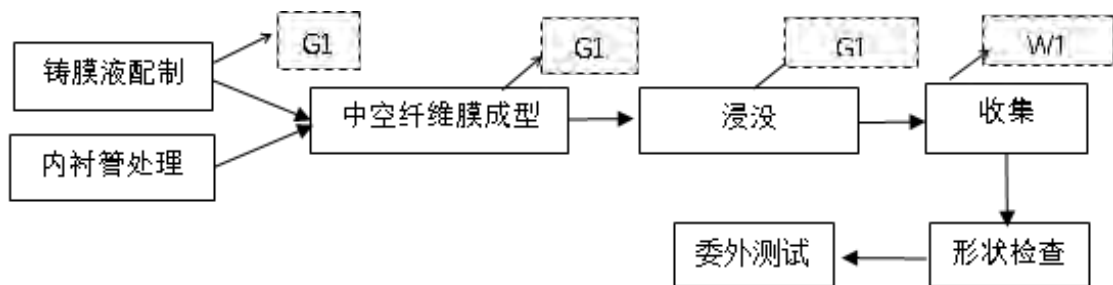 G1
G1
G1
W1
铸膜液配制
中空纤维膜成型
浸没
收集
内衬管处理
委外测试
形状检查